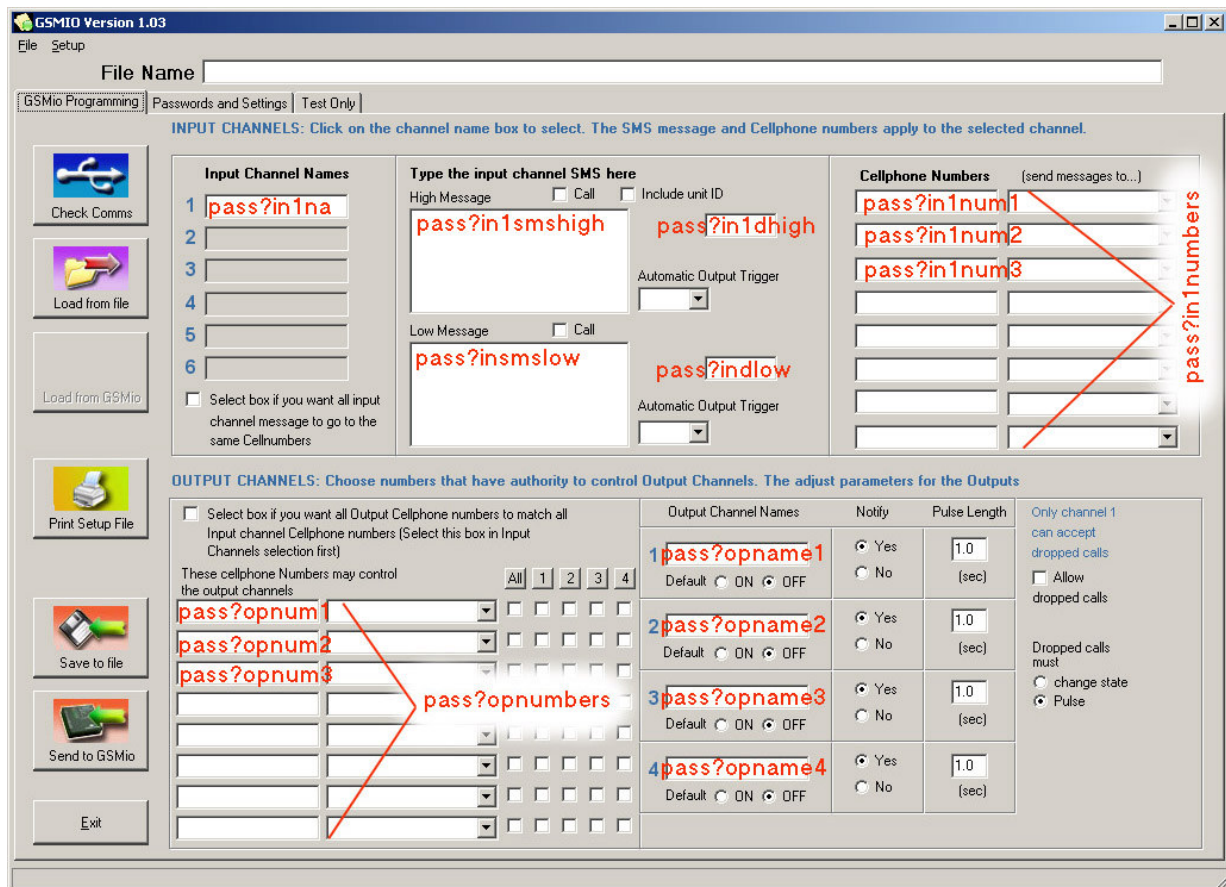 GSMIO Version 1.03
File Setup
File Name
GSMio Programming Passwords and Settings Test Only
INPUT CHANNELS: Click on the channel name box to select. The SMS message and Cellphone numbers apply to the selected channel.
Check Comms
Load from file
Load from GSMio
Print Setup File
Save to file
Send to GSMio
Exit
Input Channel Names
1 pass?in1na
2
3
4
5
6
Select box if you want all input
channel message to go to the
same Cellnumbers
Type the input channel SMS here
High Message Call Include unit ID
pass?in1smshigh
pass?in1dhigh
Automatic Output Trigger
Low Message Call
pass?insmslow
pass?indlow
Automatic Output Trigger
Cellphone Numbers (send messages to...)
pass?in1num1
pass?in1num2
pass?in1num3
pass?in1numbers
OUTPUT CHANNELS: Choose numbers that have authority to control Output Channels. The adjust parameters for the Outputs
Select box if you want all Output Cellphone numbers to match all
Input channel Cellphone numbers (Select this box in Input
Channels selection first)
These cellphone Numbers may control
the output channels
All 1 2 3 4
pass?opnum1
pass?opnum2
pass?opnum3
pass?opnumbers
Output Channel Names Notify Pulse Length
1 pass?opname1 Yes 1.0
Default ON OFF No (sec)
2 pass?opname2 Yes 1.0
Default ON OFF No (sec)
3 pass?opname3 Yes 1.0
Default ON OFF No (sec)
4 pass?opname4 Yes 1.0
Default ON OFF No (sec)
Only channel 1
can accept
dropped calls
Allow
dropped calls
Dropped calls
must
change state
Pulse